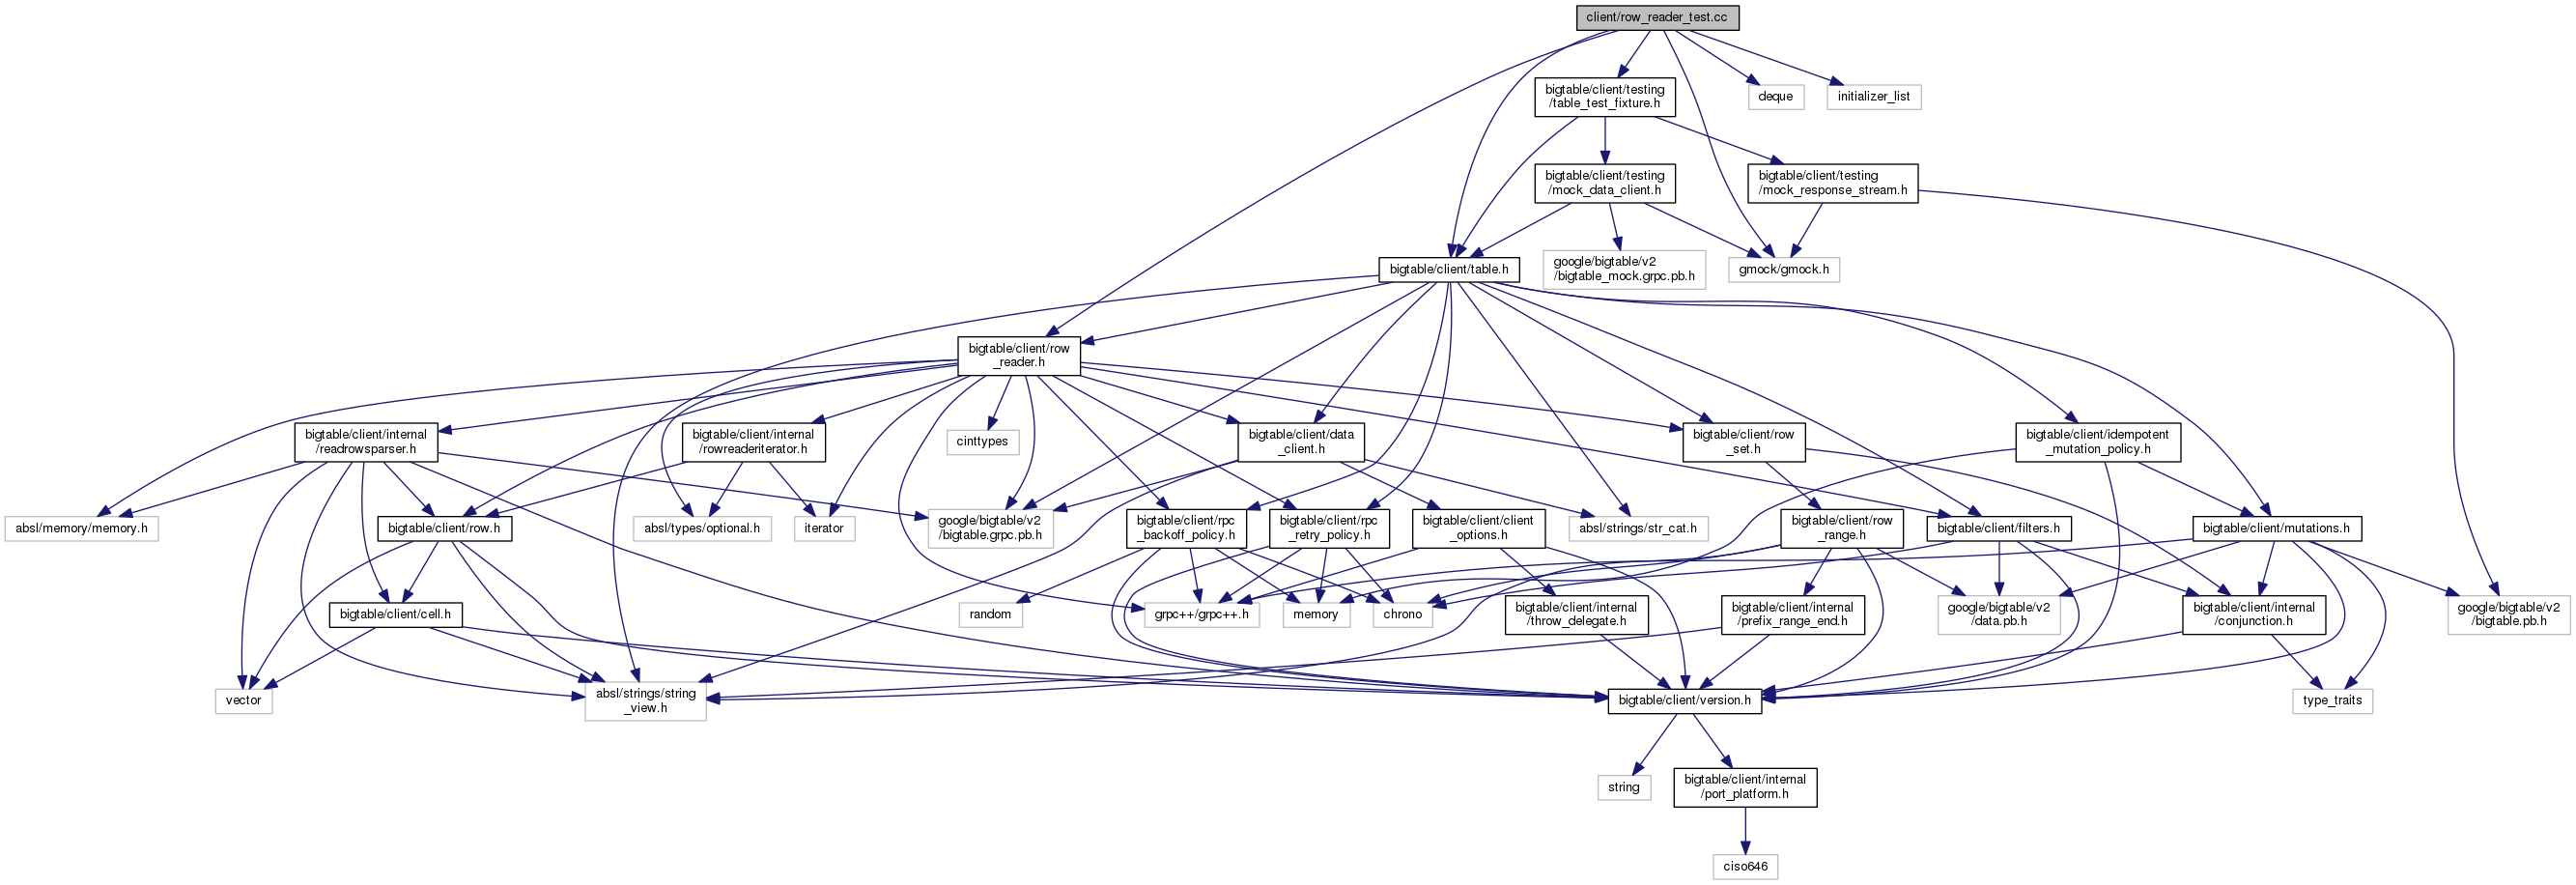 client/row_reader_test.cc
bigtable/client/testing
/table_test_fixture.h
deque
initializer_list
bigtable/client/testing
/mock_data_client.h
bigtable/client/testing
/mock_response_stream.h
bigtable/client/table.h
google/bigtable/v2
/bigtable_mock.grpc.pb.h
gmock/gmock.h
bigtable/client/row
_reader.h
bigtable/client/internal
/readrowsparser.h
bigtable/client/internal
/rowreaderiterator.h
cinttypes
bigtable/client/data
_client.h
bigtable/client/row
_set.h
bigtable/client/idempotent
_mutation_policy.h
absl/memory/memory.h
bigtable/client/row.h
absl/types/optional.h
iterator
google/bigtable/v2
/bigtable.grpc.pb.h
bigtable/client/rpc
_backoff_policy.h
bigtable/client/rpc
_retry_policy.h
bigtable/client/client
_options.h
absl/strings/str_cat.h
bigtable/client/row
_range.h
bigtable/client/filters.h
bigtable/client/mutations.h
bigtable/client/cell.h
random
grpc++/grpc++.h
memory
chrono
bigtable/client/internal
/throw_delegate.h
bigtable/client/internal
/prefix_range_end.h
google/bigtable/v2
/data.pb.h
bigtable/client/internal
/conjunction.h
google/bigtable/v2
/bigtable.pb.h
vector
absl/strings/string
_view.h
bigtable/client/version.h
type_traits
string
bigtable/client/internal
/port_platform.h
ciso646